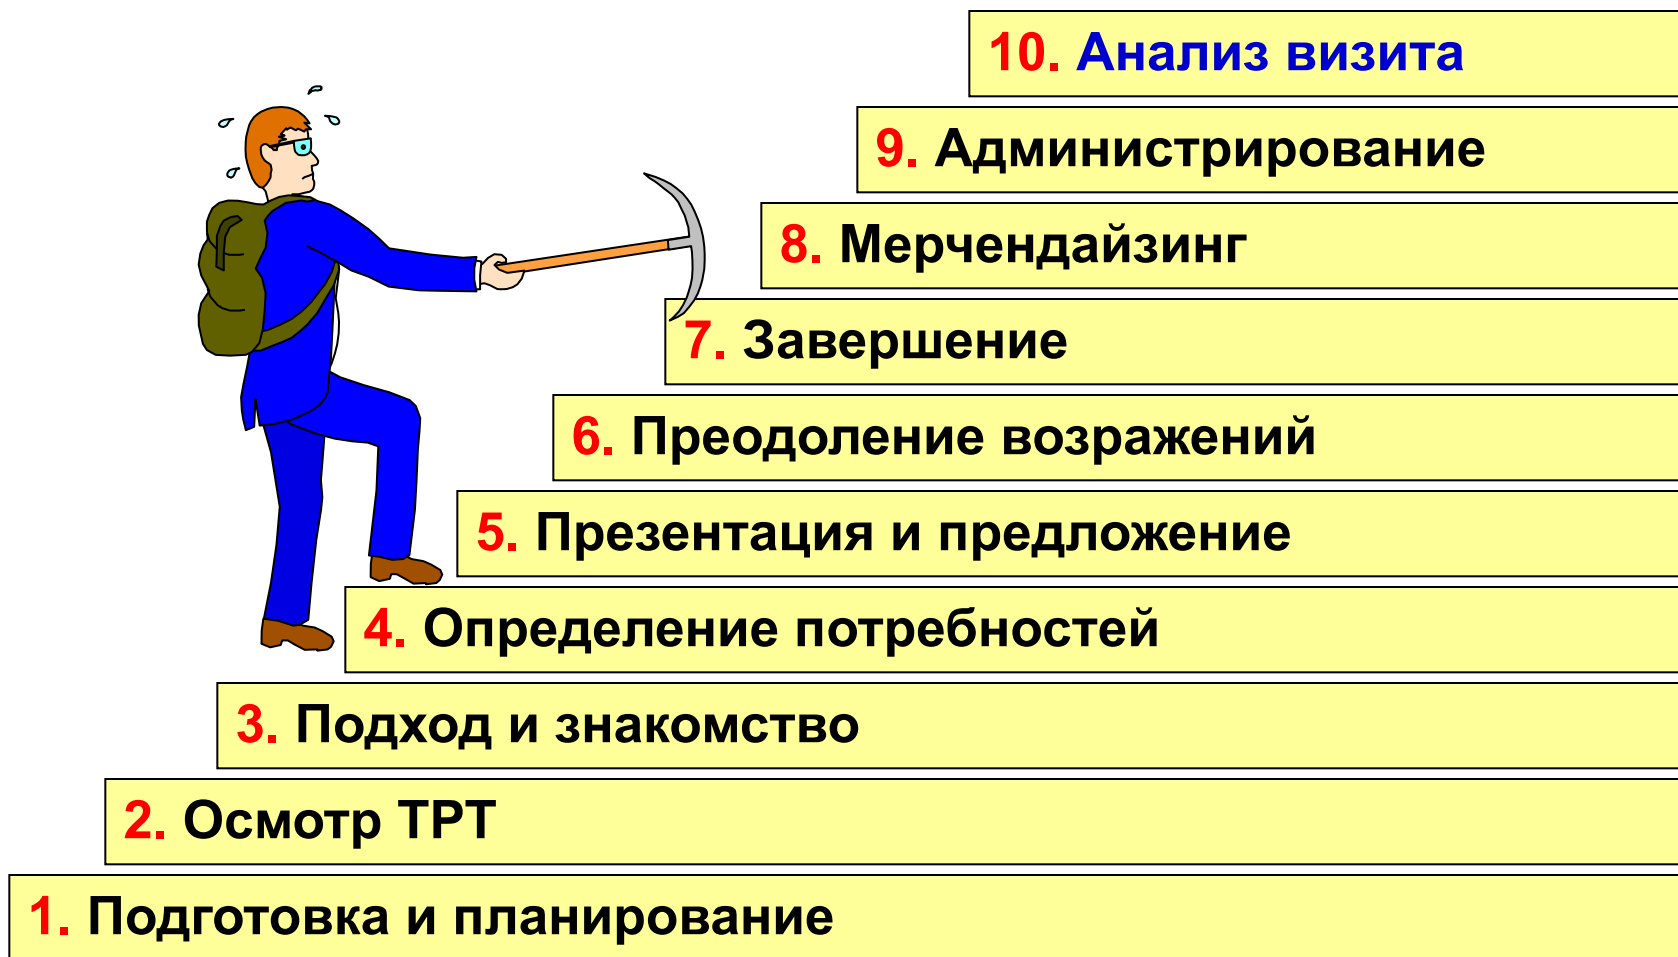 10. Анализ визита
9. Администрирование
8. Мерчендайзинг
7. Завершение
6. Преодоление возражений
5. Презентация и предложение
4. Определение потребностей
3. Подход и знакомство
2. Осмотр ТРТ
1. Подготовка и планирование